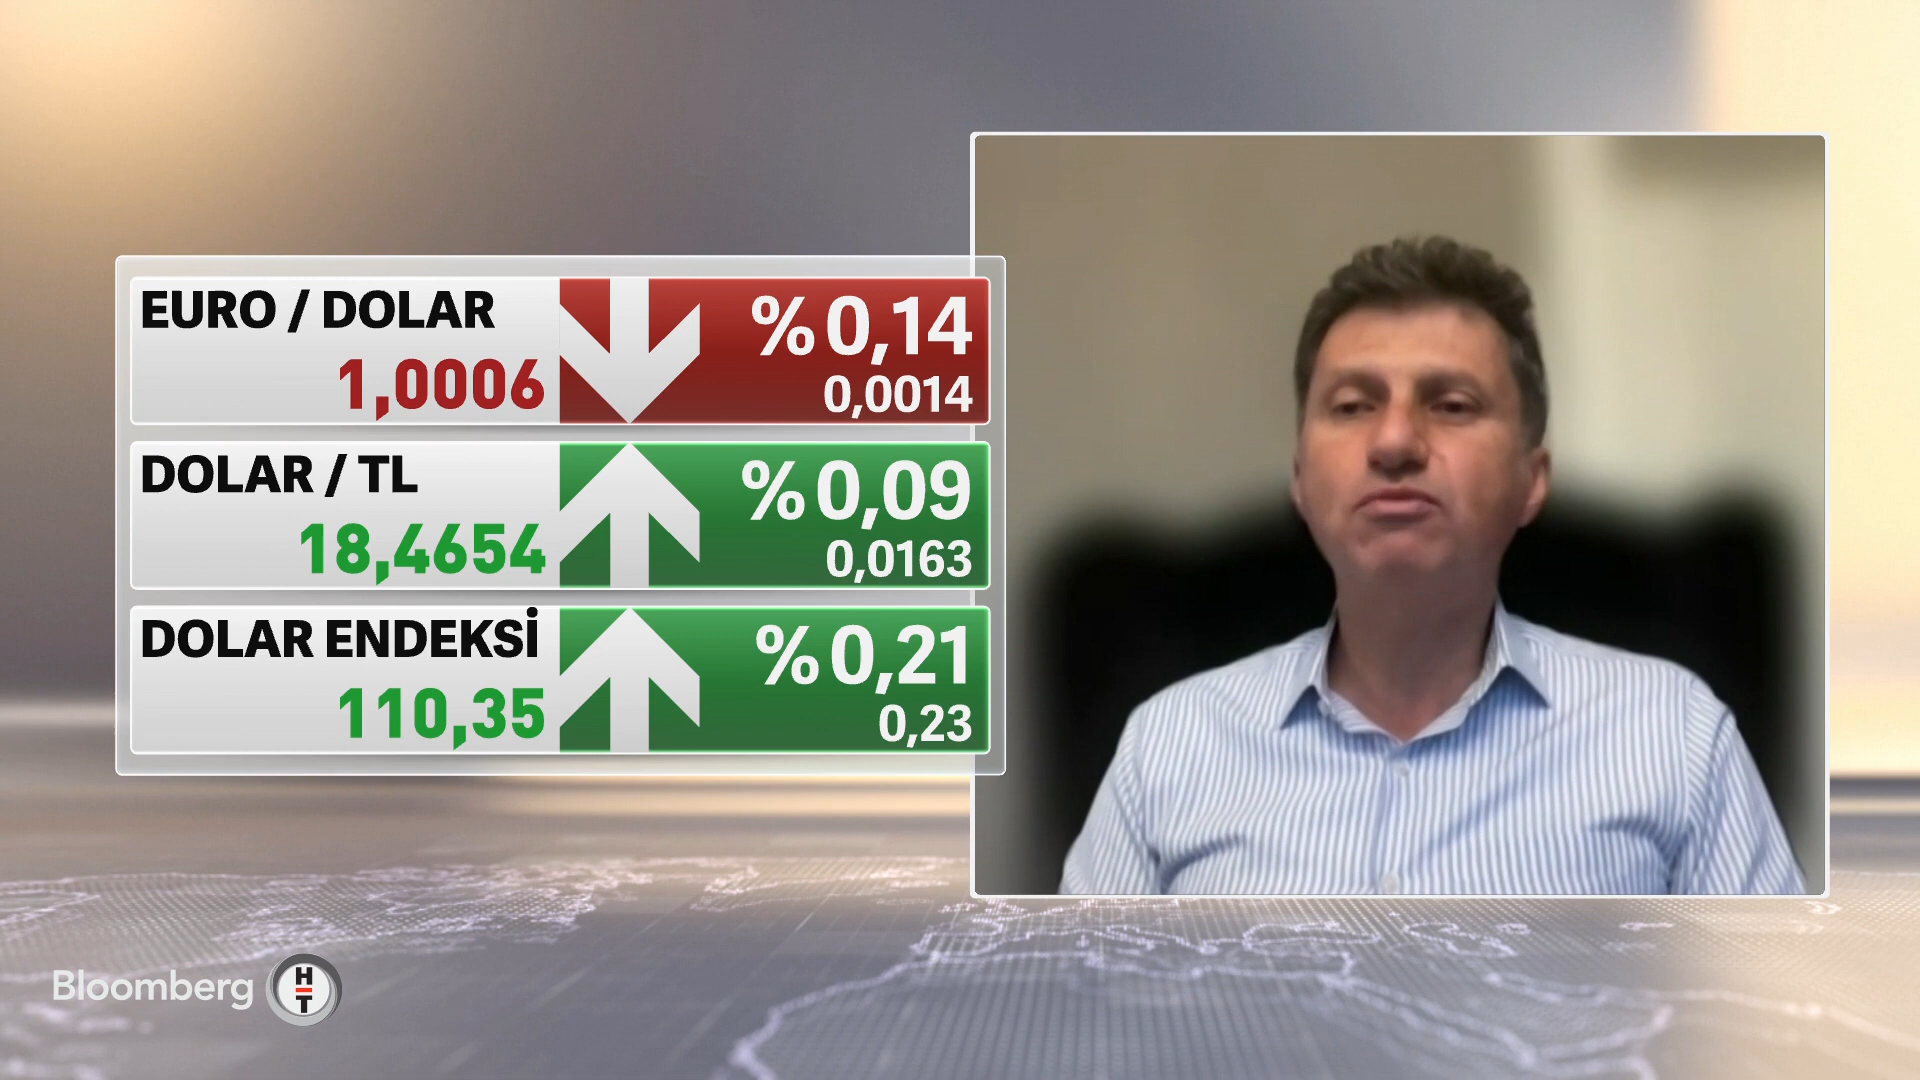 EURO / DOLAR
1,0006
%0,14
0,0014
DOLAR / TL
18,4654
%0,09
0,0163
DOLAR ENDEKSİ
110,35
%0,21
0,23
Bloomberg HT